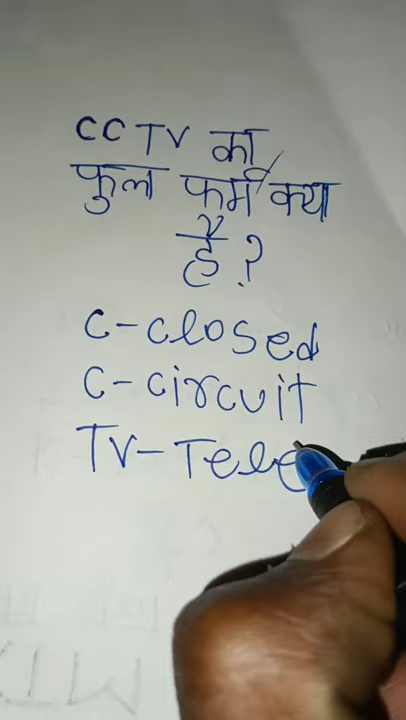 CCTV का
फुल फर्म क्या
है?
C-closed
C-circuit
TV-Tele